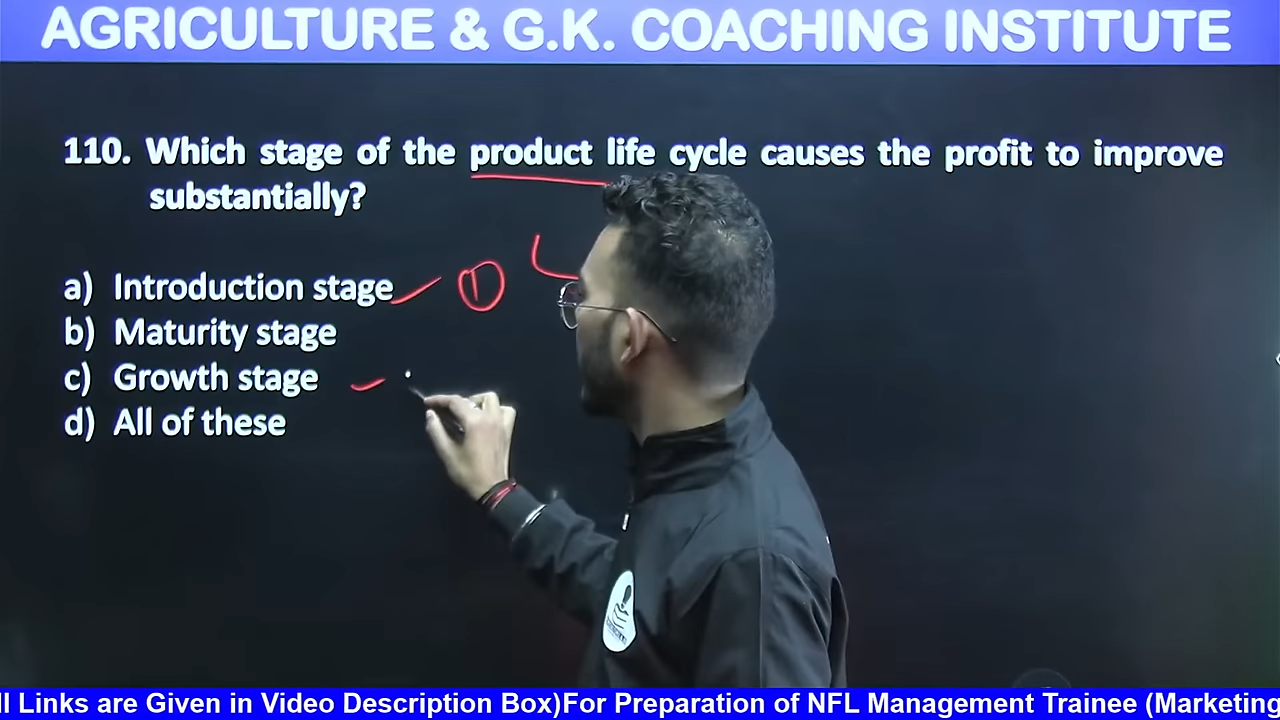 AGRICULTURE & G.K. COACHING INSTITUTE
110. Which stage of the product life cycle causes the profit to improve
substantially?
a) Introduction stage 1
b) Maturity stage
c) Growth stage
d) All of these
Links are Given in Video Description Box)For Preparation of NFL Management Trainee (Marketing